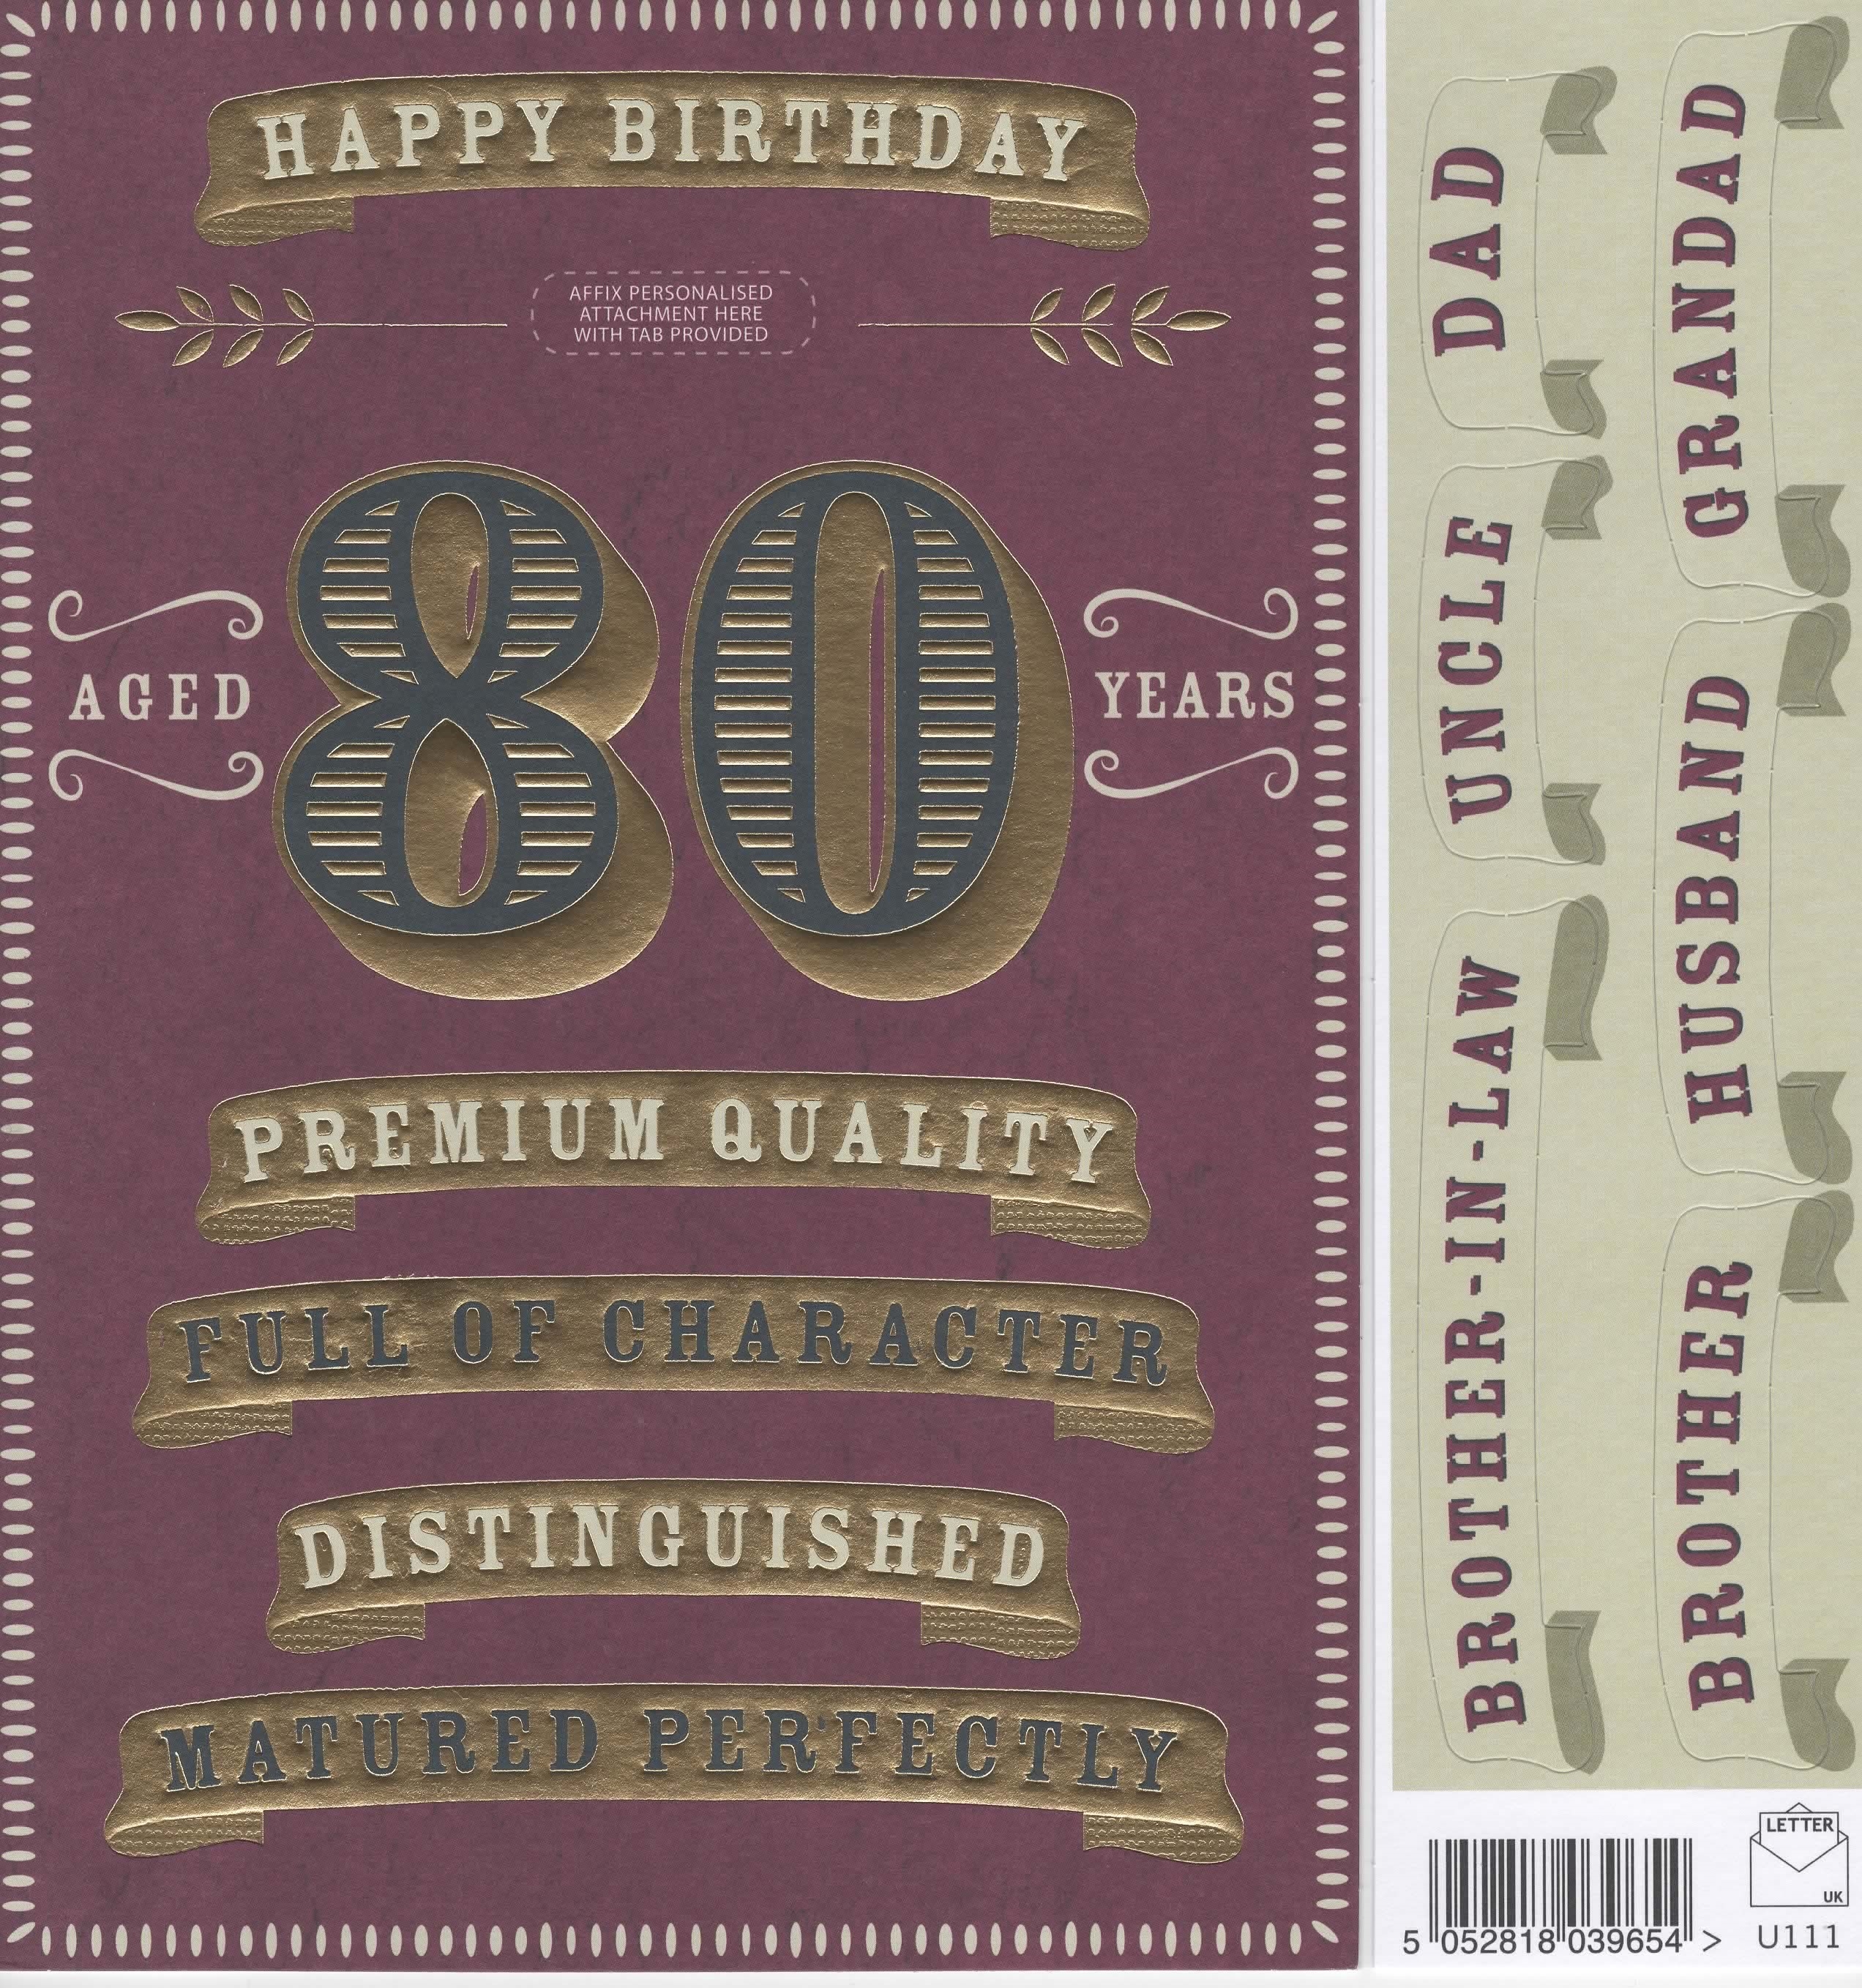 HAPPY BIRTHDAY
AFFIX PERSONALISED
ATTACHMENT HERE
WITH TAB PROVIDED
AGED
80
YEARS
PREMIUM QUALITY
FULL OF CHARACTER
DISTINGUISHED
MATURED PERFECTLY
DAD
UNCLE
BROTHER-IN-LAW
GRANDAD
HUSBAND
BROTHER
LETTER
UK
5 052818 039654 >
U111